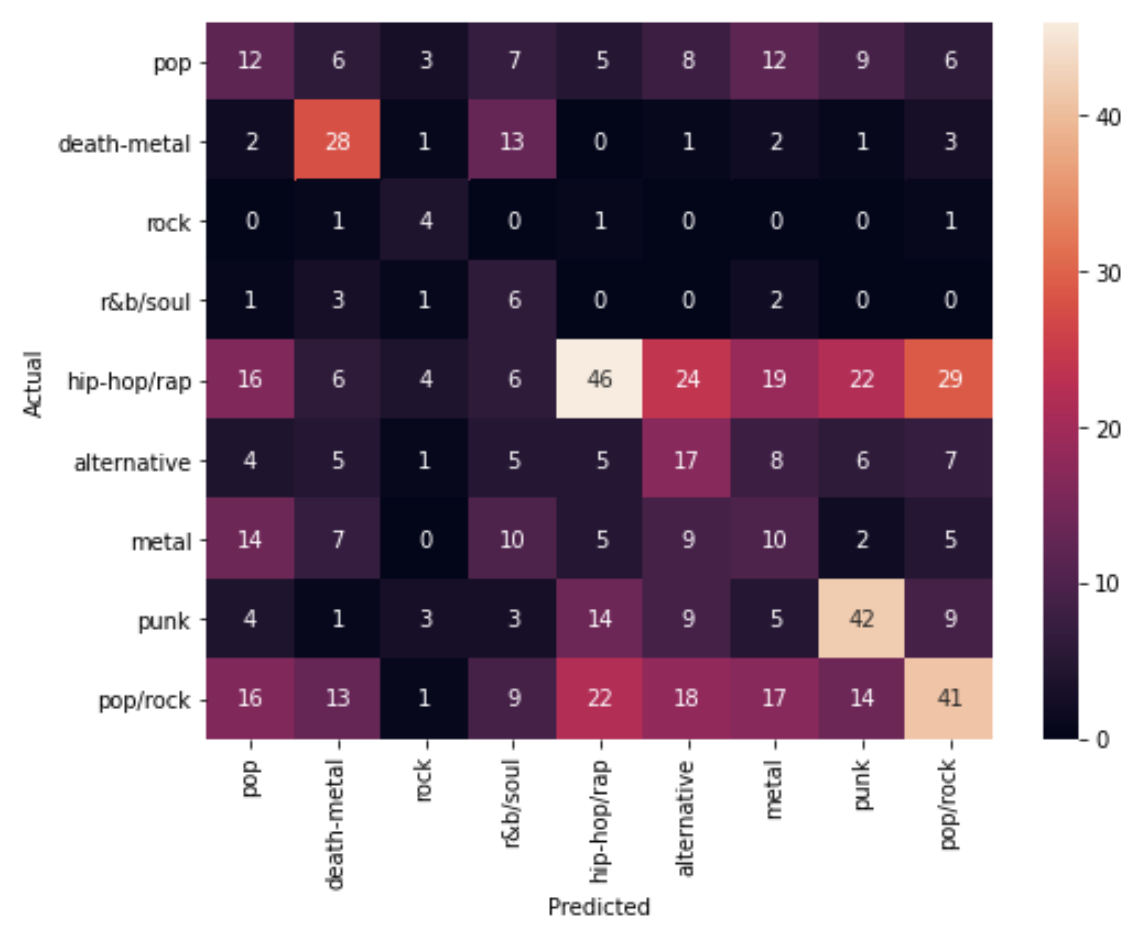 pop 12 6 3 7 5 8 12 9 6
death-metal 2 28 1 13 0 1 2 1 3
rock 0 1 4 0 1 0 0 0 1
r&b/soul 1 3 1 6 0 0 2 0 0
hip-hop/rap 16 6 4 6 46 24 19 22 29
alternative 4 5 1 5 5 17 8 6 7
metal 14 7 0 10 5 9 10 2 5
punk 4 1 3 3 14 9 5 42 9
pop/rock 16 13 1 9 22 18 17 14 41
Actual
pop death-metal rock r&b/soul hip-hop/rap alternative metal punk pop/rock
Predicted
40
30
20
10
0